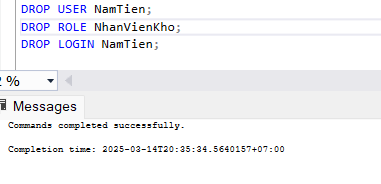 DROP USER NamTien;
DROP ROLE NhanVienKho;
DROP LOGIN NamTien;
%
Messages
Commands completed successfully.
Completion time: 2025-03-14T20:35:34.5640157+07:00